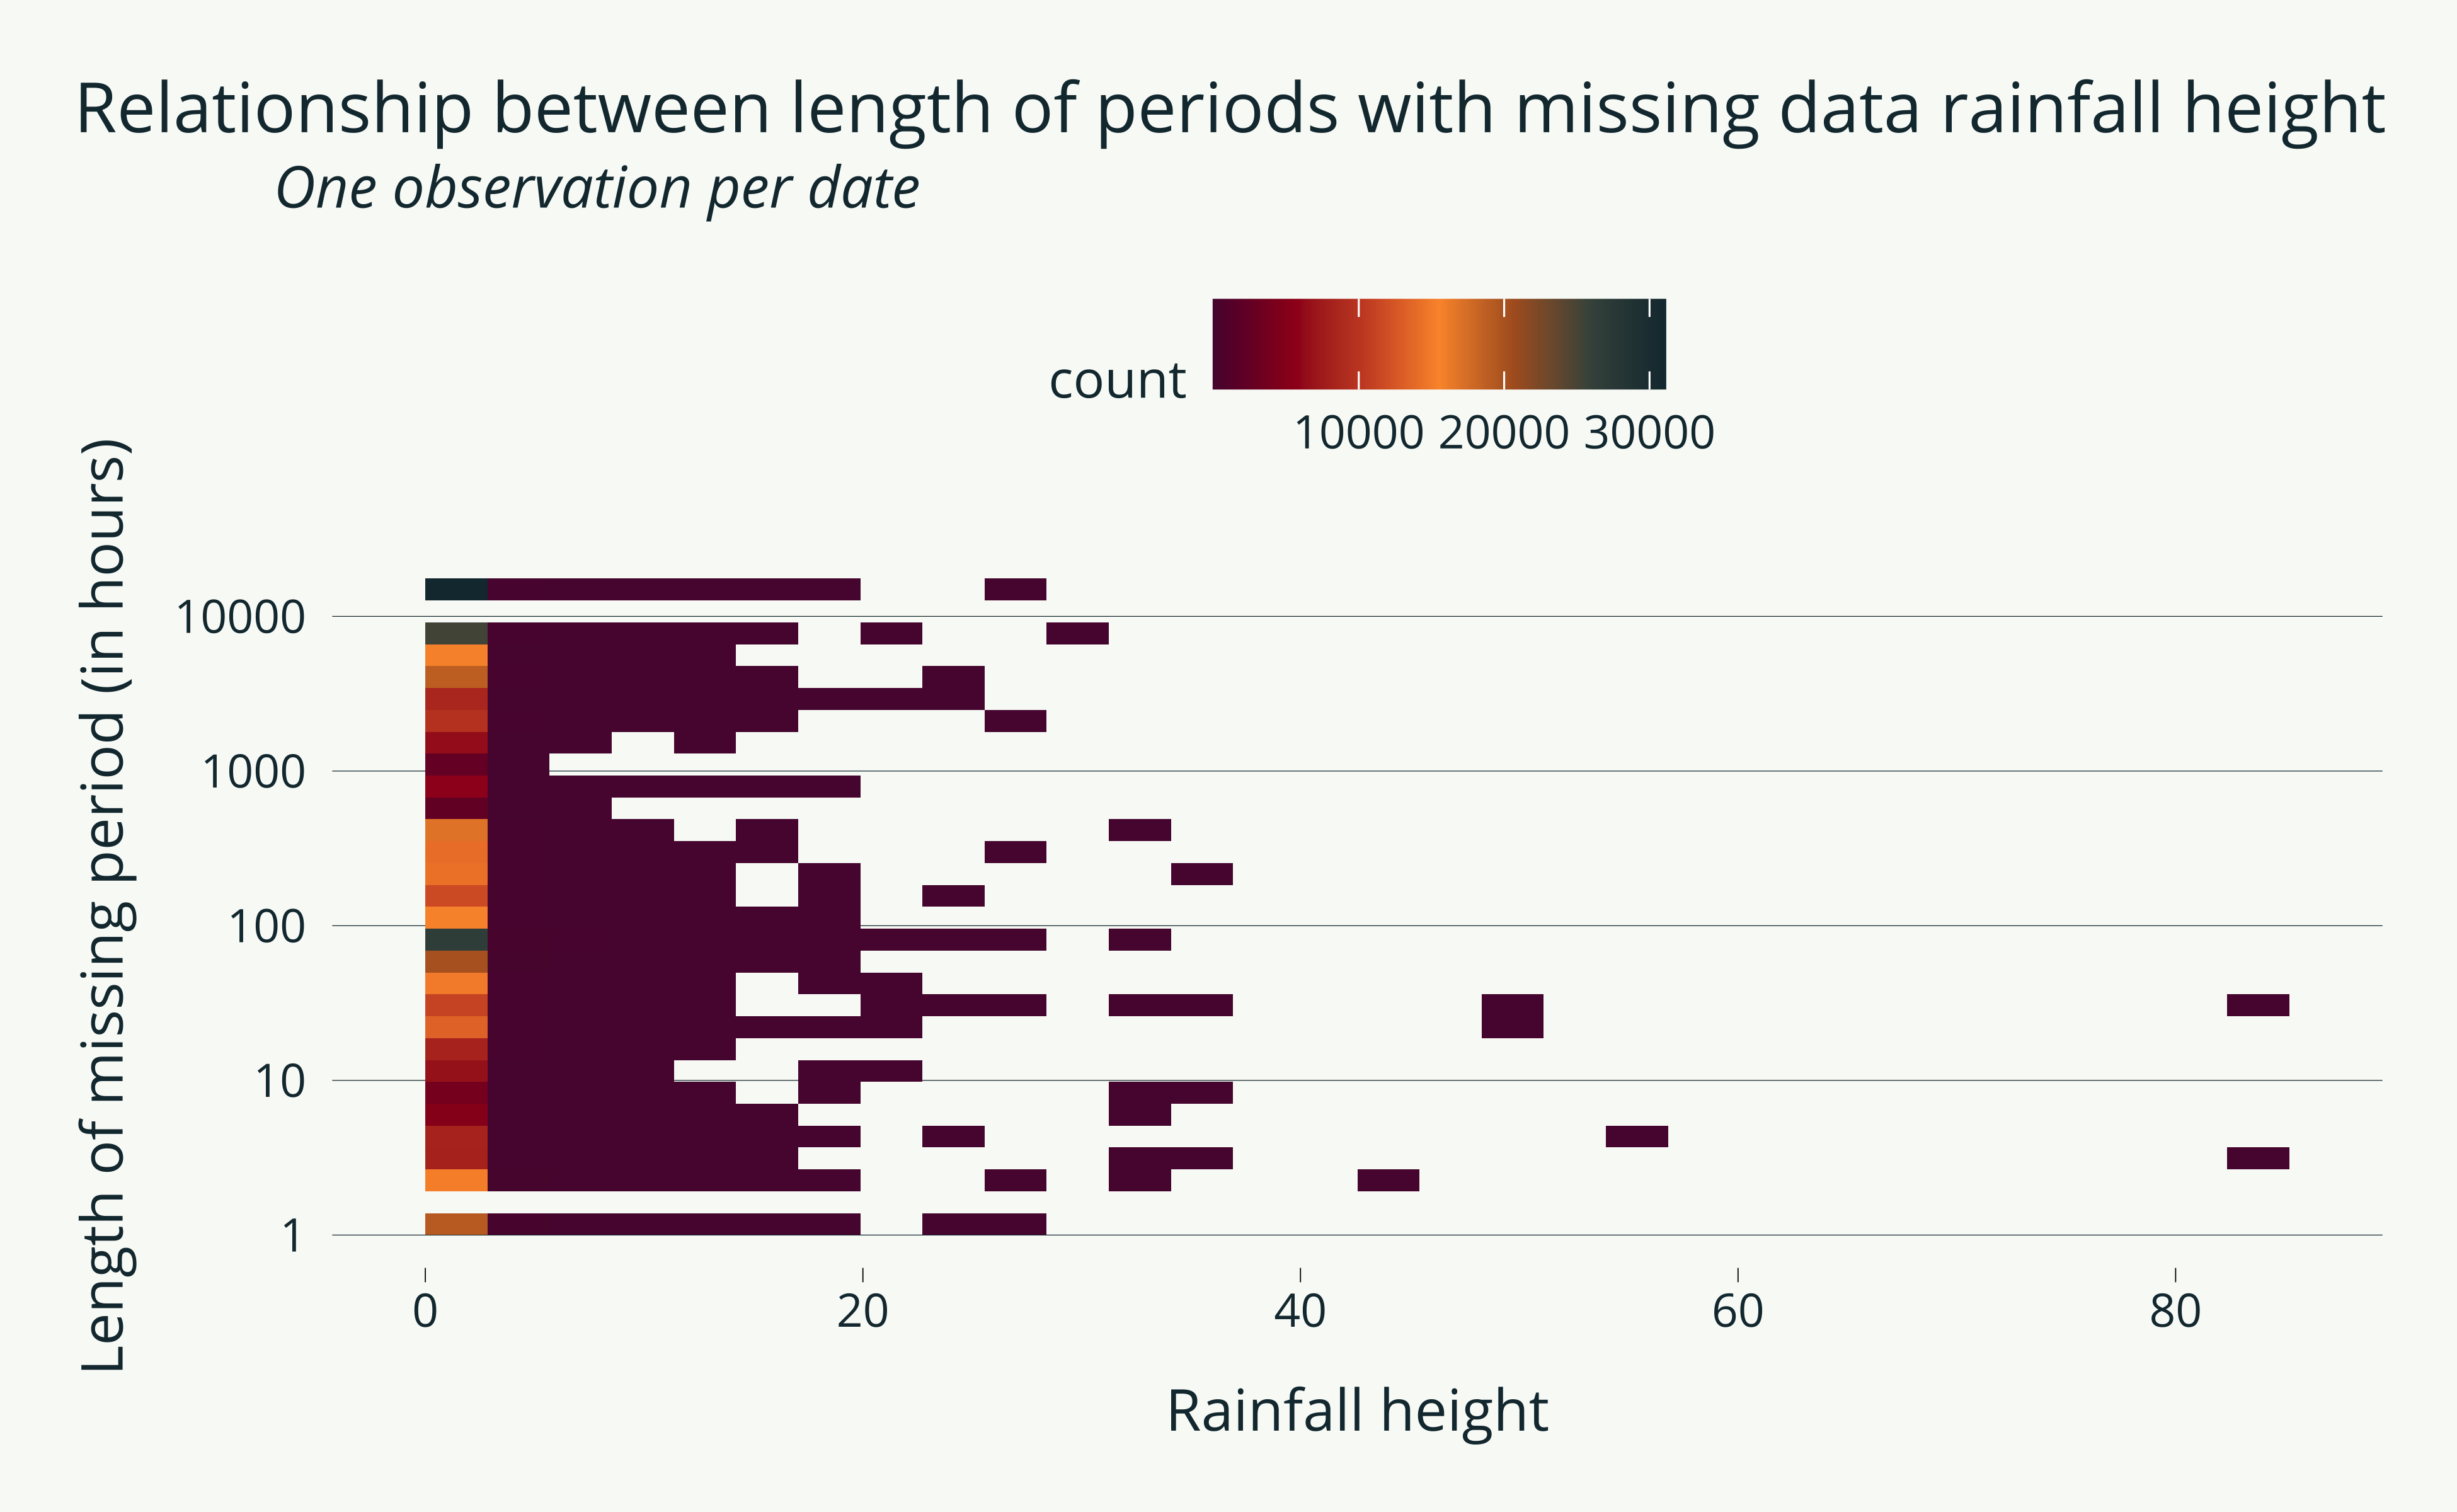 Relationship between length of periods with missing data rainfall height
One observation per date
count
10000 20000 30000
Length of missing period (in hours)
10000
1000
100
10
1
0 20 40 60 80
Rainfall height